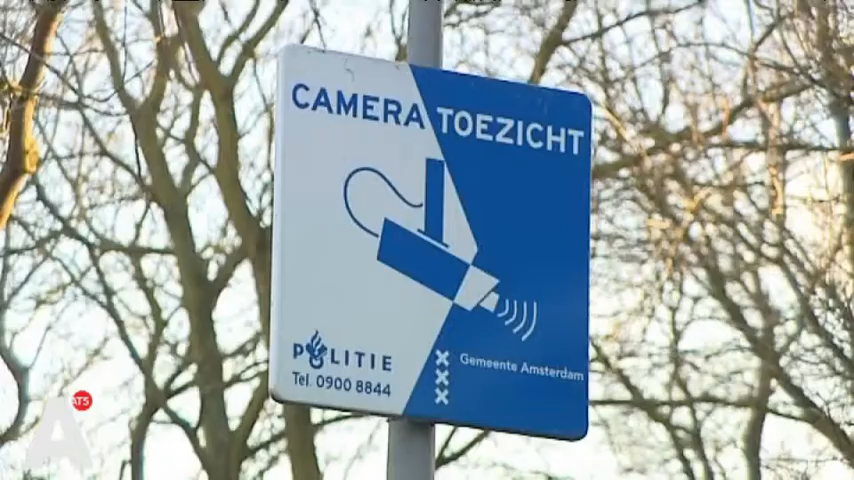 CAMERA TOEZICHT
POLITIE
Tel. 0900 8844
Gemeente Amsterdam
AT5
A